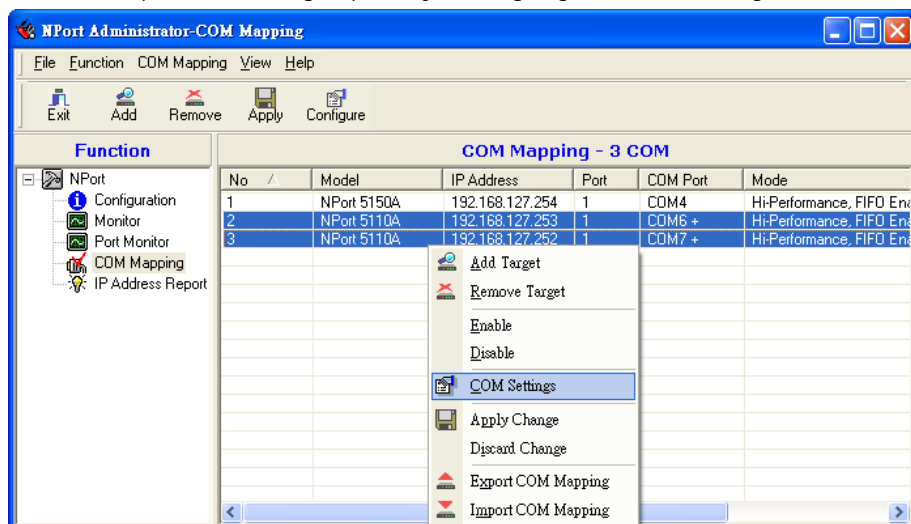 NPort Administrator-COM Mapping
File Function COM Mapping View Help
Exit Add Remove Apply Configure
Function
COM Mapping - 3 COM
NPort
Configuration
Monitor
Port Monitor
COM Mapping
IP Address Report
No Model IP Address Port COM Port Mode
1 NPort 5150A 192.168.127.254 1 COM4 Hi-Performance, FIFO Ena
2 NPort 5110A 192.168.127.253 1 COM6 + Hi-Performance, FIFO Ena
3 NPort 5110A 192.168.127.252 1 COM7 + Hi-Performance, FIFO Ena
Add Target
Remove Target
Enable
Disable
COM Settings
Apply Change
Discard Change
Export COM Mapping
Import COM Mapping